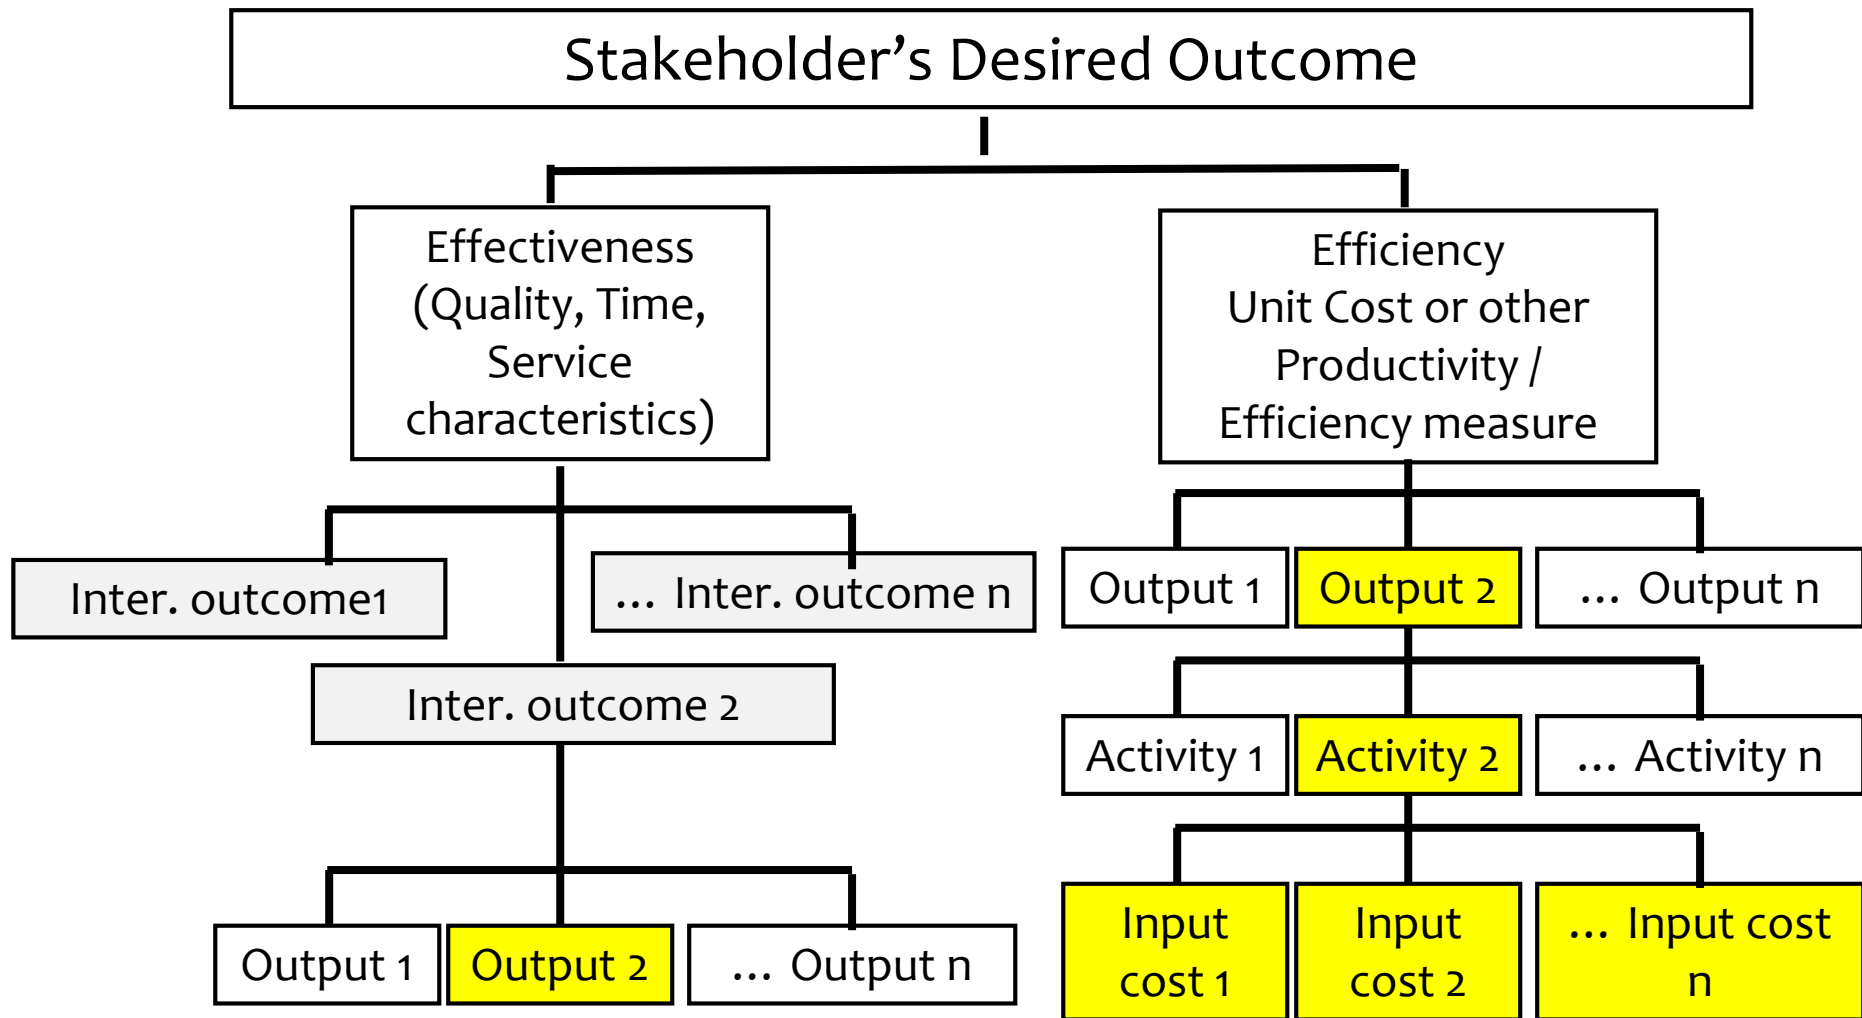 Stakeholder’s Desired Outcome
Effectiveness
(Quality, Time,
Service
characteristics)
Efficiency
Unit Cost or other
Productivity /
Efficiency measure
Inter. outcome1
... Inter. outcome n
Inter. outcome 2
Output 1
Output 2
... Output n
Output 1
Output 2
... Output n
Activity 1
Activity 2
... Activity n
Input
cost 1
Input
cost 2
... Input cost
n